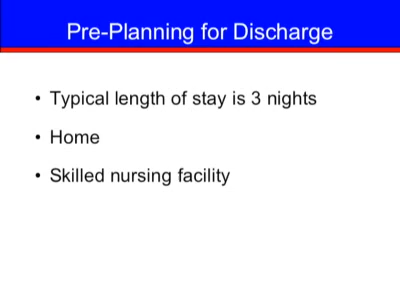 Pre-Planning for Discharge
• Typical length of stay is 3 nights
• Home
• Skilled nursing facility